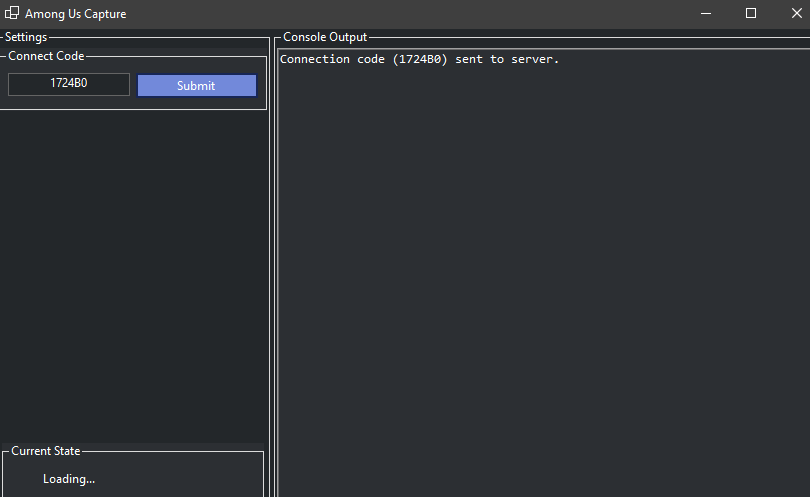 Among Us Capture
Settings
Connect Code
1724B0
Submit
Current State
Loading...
Console Output
Connection code (1724B0) sent to server.